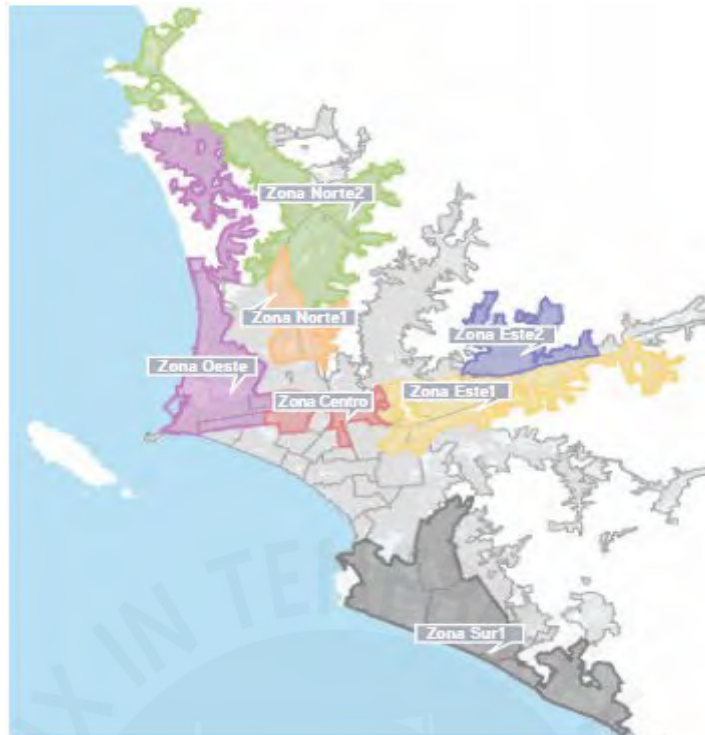 Zona Norte2
Zona Norte1
Zona Este2
Zona Oeste
Zona Este1
Zona Centro
Zona Sur1